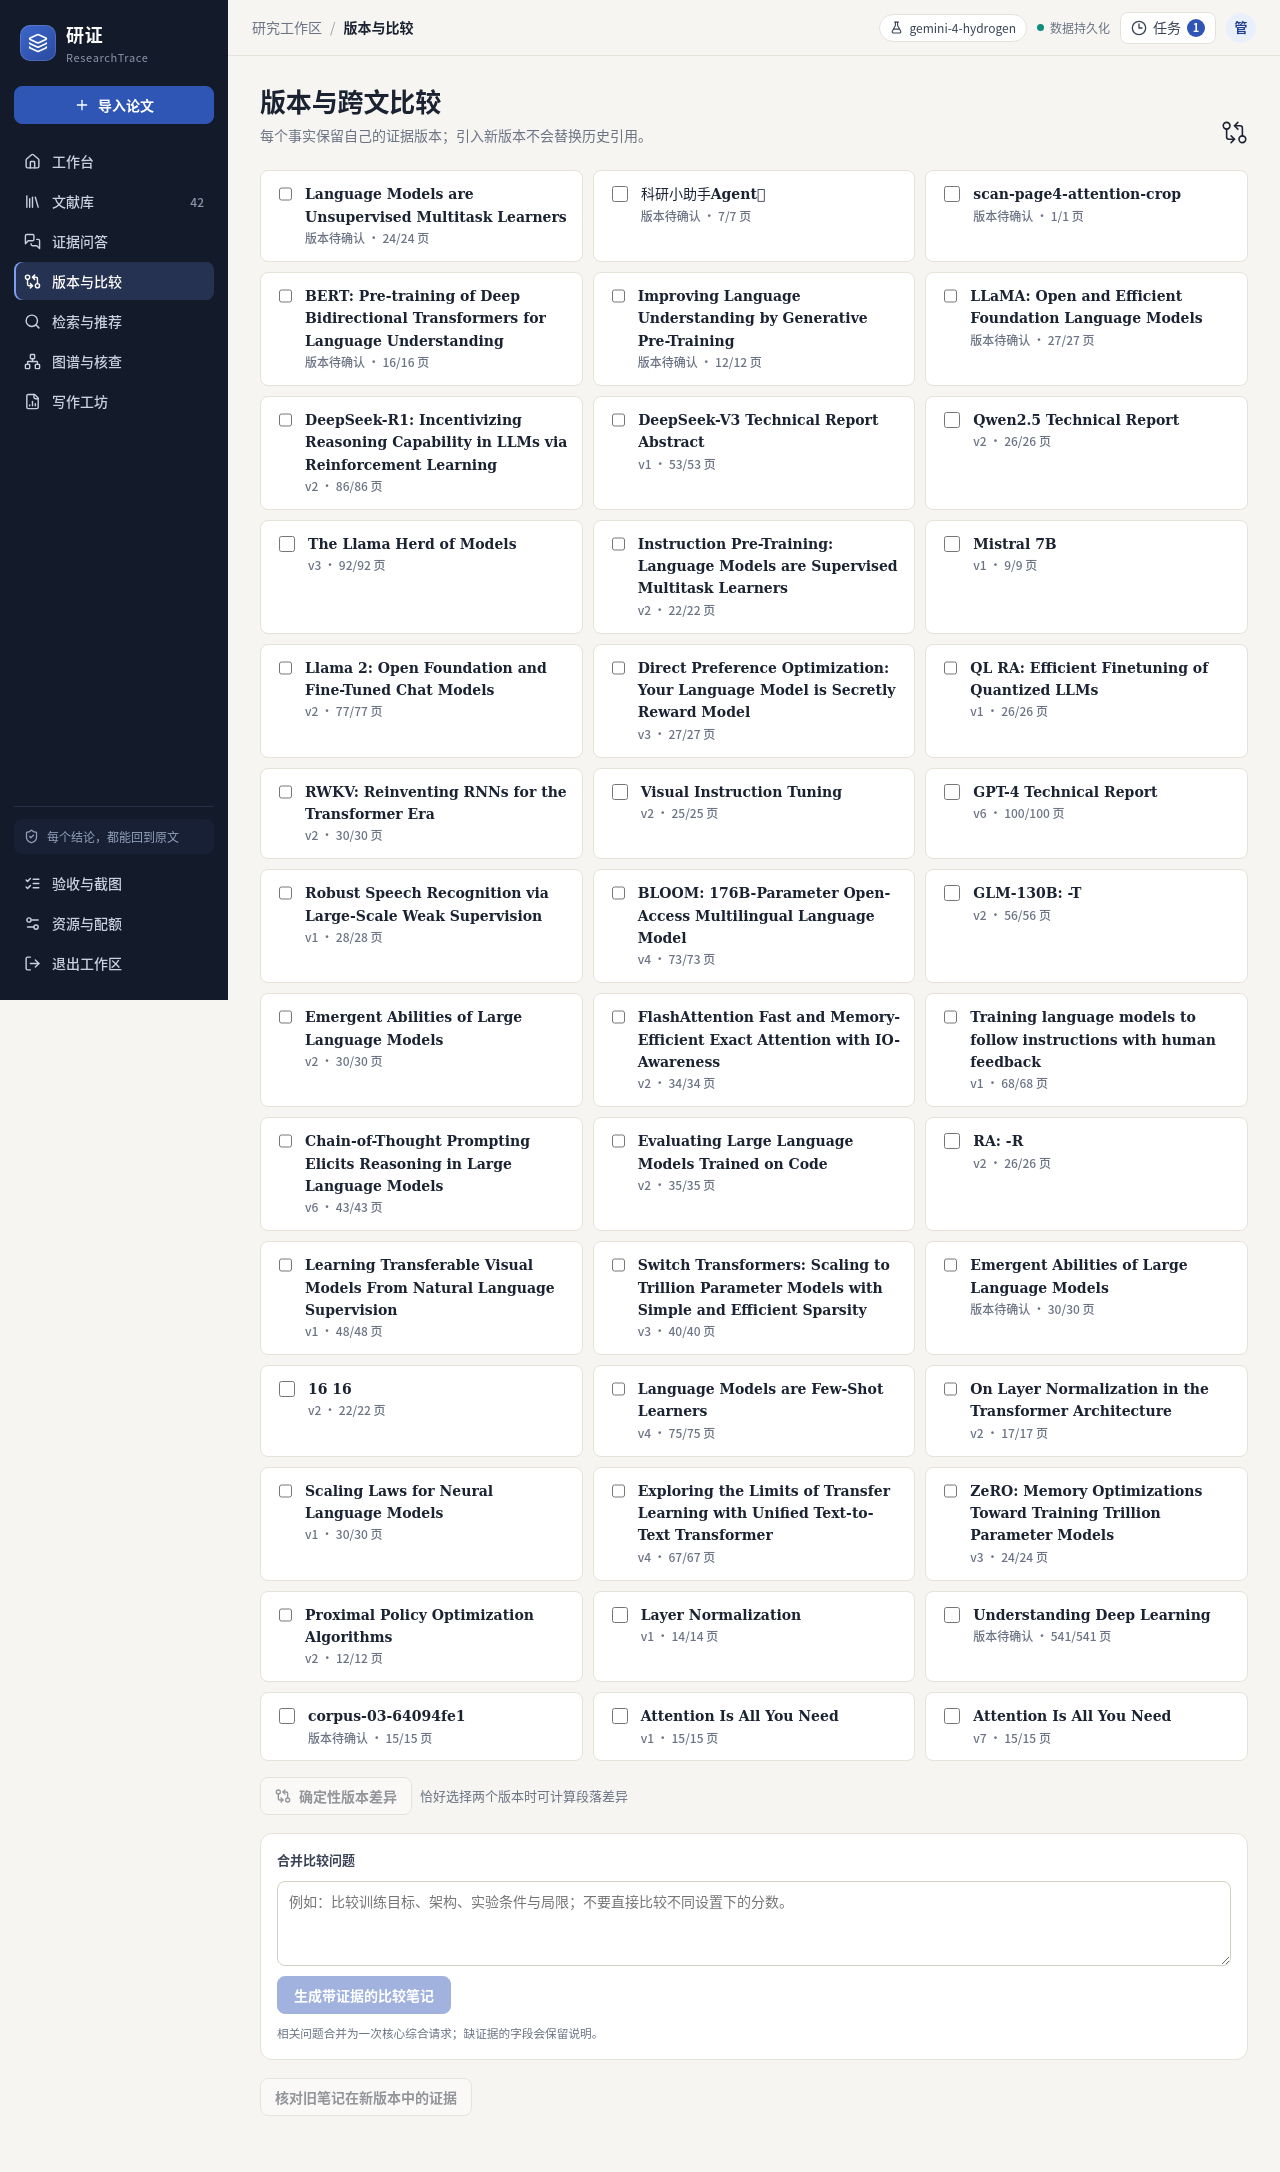 研证
ResearchTrace
导入论文
工作台
文献库 42
证据问答
版本与比较
检索与推荐
图谱与核查
写作工坊
每个结论，都能回到原文
验收与截图
资源与配额
退出工作区
研究工作区 / 版本与比较
gemini-4-hydrogen
数据持久化
任务 1
管
版本与跨文比较
每个事实保留自己的证据版本；引入新版本不会替换历史引用。
Language Models are
Unsupervised Multitask Learners
版本待确认 · 24/24 页
科研小助手Agent
版本待确认 · 7/7 页
scan-page4-attention-crop
版本待确认 · 1/1 页
BERT: Pre-training of Deep
Bidirectional Transformers for
Language Understanding
版本待确认 · 16/16 页
Improving Language
Understanding by Generative
Pre-Training
版本待确认 · 12/12 页
LLaMA: Open and Efficient
Foundation Language Models
版本待确认 · 27/27 页
DeepSeek-R1: Incentivizing
Reasoning Capability in LLMs via
Reinforcement Learning
v2 · 86/86 页
DeepSeek-V3 Technical Report
Abstract
v1 · 53/53 页
Qwen2.5 Technical Report
v2 · 26/26 页
The Llama Herd of Models
v3 · 92/92 页
Instruction Pre-Training:
Language Models are Supervised
Multitask Learners
v2 · 22/22 页
Mistral 7B
v1 · 9/9 页
Llama 2: Open Foundation and
Fine-Tuned Chat Models
v2 · 77/77 页
Direct Preference Optimization:
Your Language Model is Secretly
Reward Model
v3 · 27/27 页
QL RA: Efficient Finetuning of
Quantized LLMs
v1 · 26/26 页
RWKV: Reinventing RNNs for the
Transformer Era
v2 · 30/30 页
Visual Instruction Tuning
v2 · 25/25 页
GPT-4 Technical Report
v6 · 100/100 页
Robust Speech Recognition via
Large-Scale Weak Supervision
v1 · 28/28 页
BLOOM: 176B-Parameter Open-
Access Multilingual Language
Model
v4 · 73/73 页
GLM-130B: -T
v2 · 56/56 页
Emergent Abilities of Large
Language Models
v2 · 30/30 页
FlashAttention Fast and Memory-
Efficient Exact Attention with IO-
Awareness
v2 · 34/34 页
Training language models to
follow instructions with human
feedback
v1 · 68/68 页
Chain-of-Thought Prompting
Elicits Reasoning in Large
Language Models
v6 · 43/43 页
Evaluating Large Language
Models Trained on Code
v2 · 35/35 页
RA: -R
v2 · 26/26 页
Learning Transferable Visual
Models From Natural Language
Supervision
v1 · 48/48 页
Switch Transformers: Scaling to
Trillion Parameter Models with
Simple and Efficient Sparsity
v3 · 40/40 页
Emergent Abilities of Large
Language Models
版本待确认 · 30/30 页
16 16
v2 · 22/22 页
Language Models are Few-Shot
Learners
v4 · 75/75 页
On Layer Normalization in the
Transformer Architecture
v2 · 17/17 页
Scaling Laws for Neural
Language Models
v1 · 30/30 页
Exploring the Limits of Transfer
Learning with Unified Text-to-
Text Transformer
v4 · 67/67 页
ZeRO: Memory Optimizations
Toward Training Trillion
Parameter Models
v3 · 24/24 页
Proximal Policy Optimization
Algorithms
v2 · 12/12 页
Layer Normalization
v1 · 14/14 页
Understanding Deep Learning
版本待确认 · 541/541 页
corpus-03-64094fe1
版本待确认 · 15/15 页
Attention Is All You Need
v1 · 15/15 页
Attention Is All You Need
v7 · 15/15 页
确定性版本差异 恰好选择两个版本时可计算段落差异
合并比较问题
例如：比较训练目标、架构、实验条件与局限；不要直接比较不同设置下的分数。
生成带证据的比较笔记
相关问题合并为一次核心综合请求；缺证据的字段会保留说明。
核对旧笔记在新版本中的证据